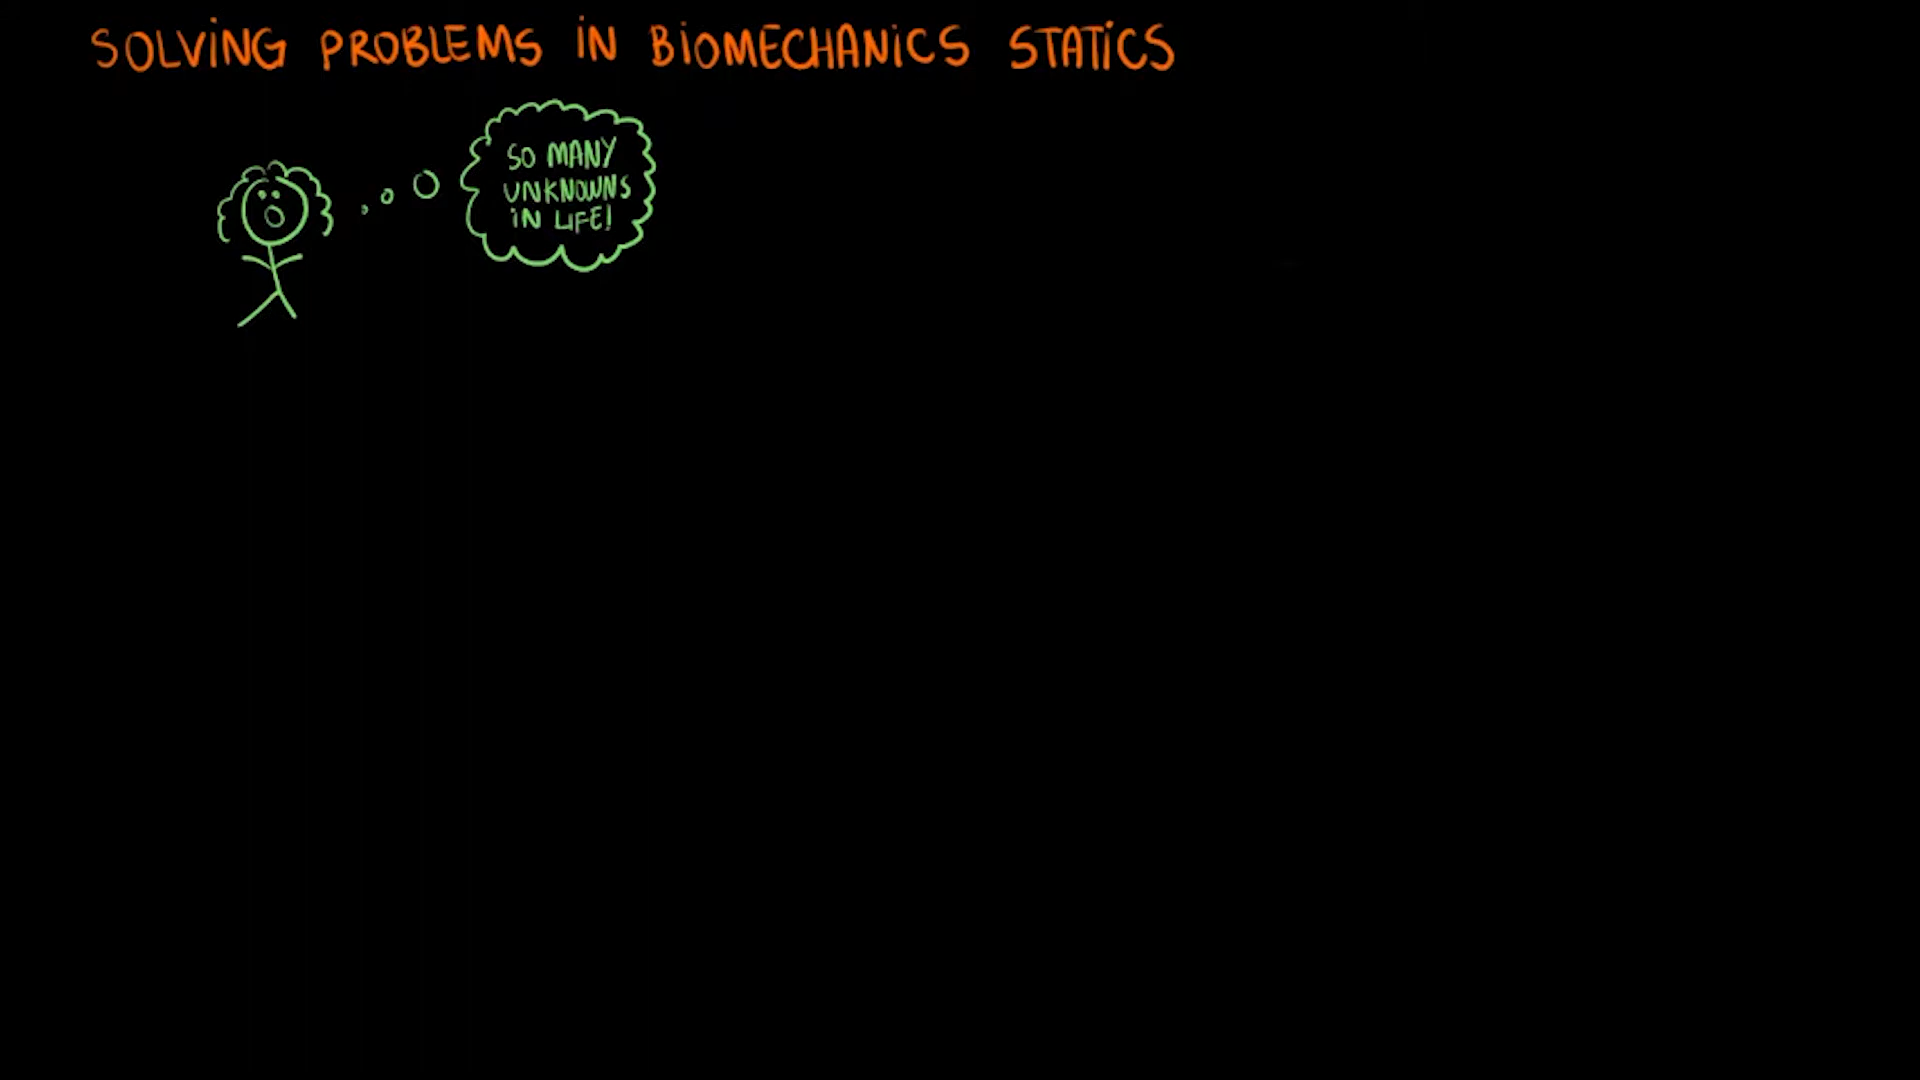 SOLVING PROBLEMS IN BIOMECHANICS STATICS
SO MANY
UNKNOWNS
IN LIFE!